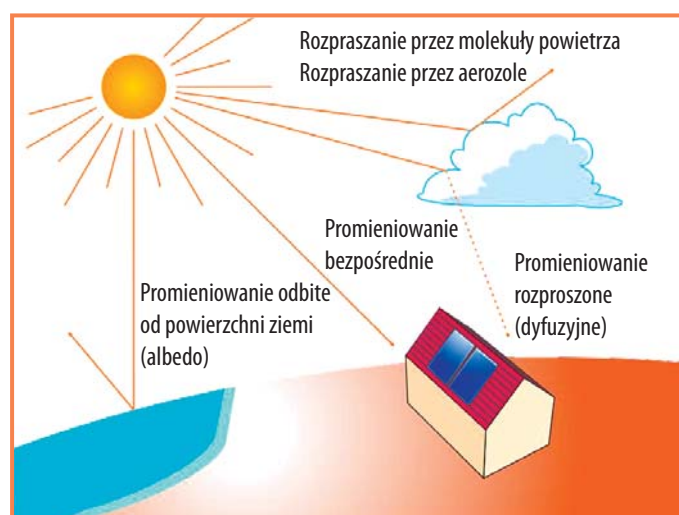 Rozpraszanie przez molekuły powietrza
Rozpraszanie przez aerozole
Promieniowanie
bezpośrednie
Promieniowanie
rozproszone
(dyfuzyjne)
Promieniowanie odbite
od powierzchni ziemi
(albedo)